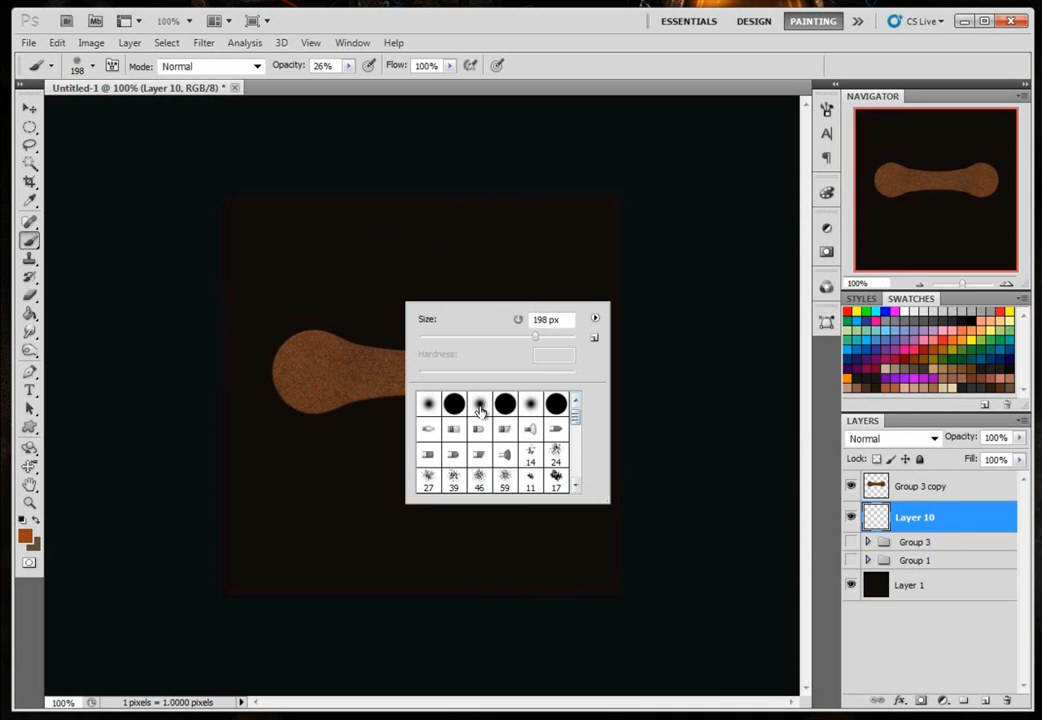 Ps Br Mb 100% ESSENTIALS DESIGN PAINTING CS Live
File Edit Image Layer Select Filter Analysis 3D View Window Help
198 Mode: Normal Opacity: 26% Flow: 100%
Untitled-1 @ 100% (Layer 10, RGB/8) *
NAVIGATOR
100%
STYLES SWATCHES
Size: 198 px
Hardness:
14 24
27 39 46 59 11 17
LAYERS
Normal Opacity: 100%
Lock: Fill: 100%
Group 3 copy
Layer 10
Group 3
Group 1
Layer 1
100% 1 pixels = 1.0000 pixels